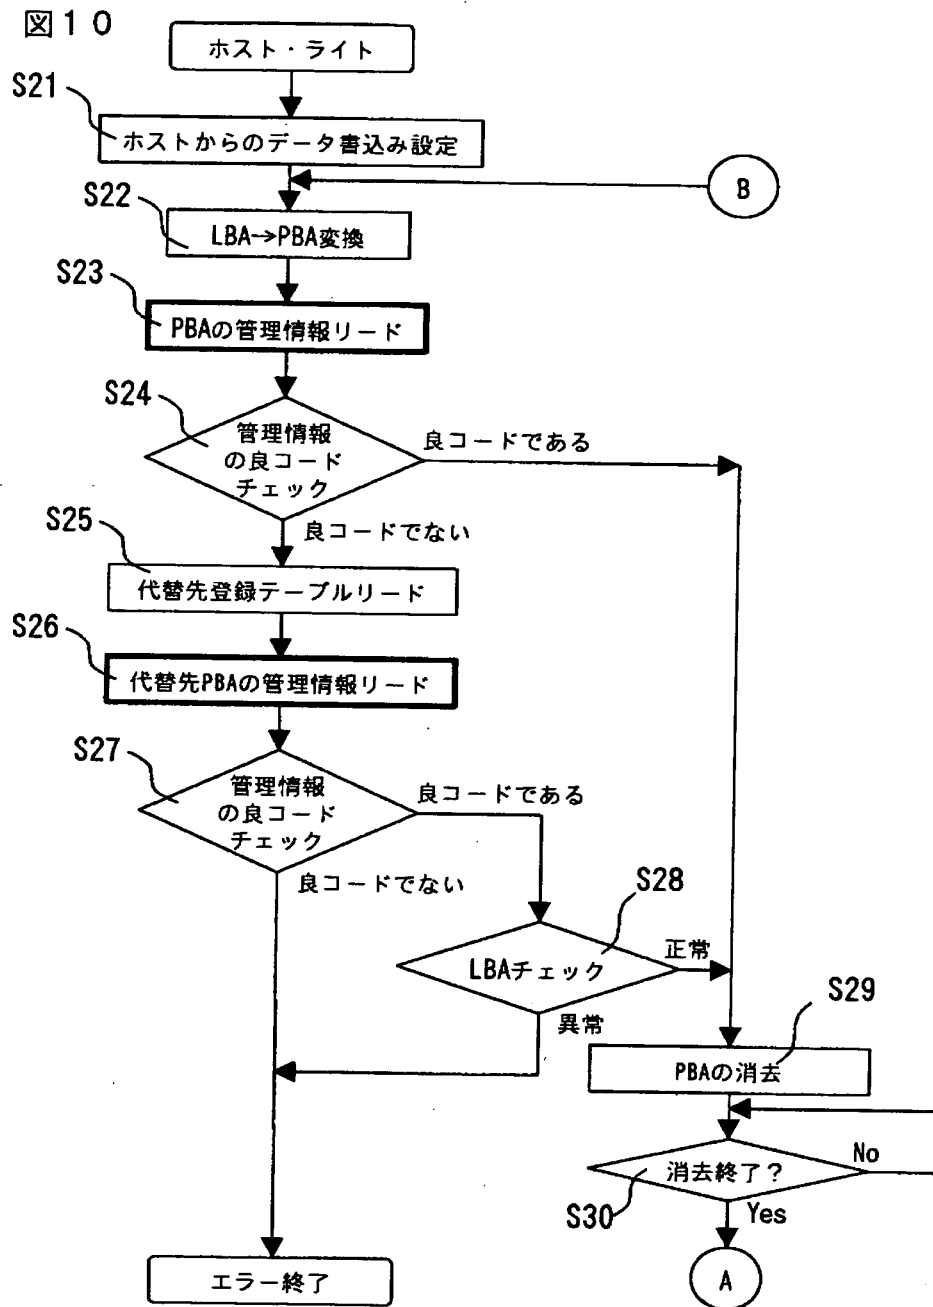 図10
ホスト・ライト
S21
ホストからのデータ書込み設定
B
S22
LBA→PBA変換
S23
PBAの管理情報リード
S24
管理情報
の良コード
チェック
良コードである
良コードでない
S25
代替先登録テーブルリード
S26
代替先PBAの管理情報リード
S27
管理情報
の良コード
チェック
良コードである
良コードでない
S28
LBAチェック
正常
異常
S29
PBAの消去
消去終了?
No
S30
Yes
エラー終了
A